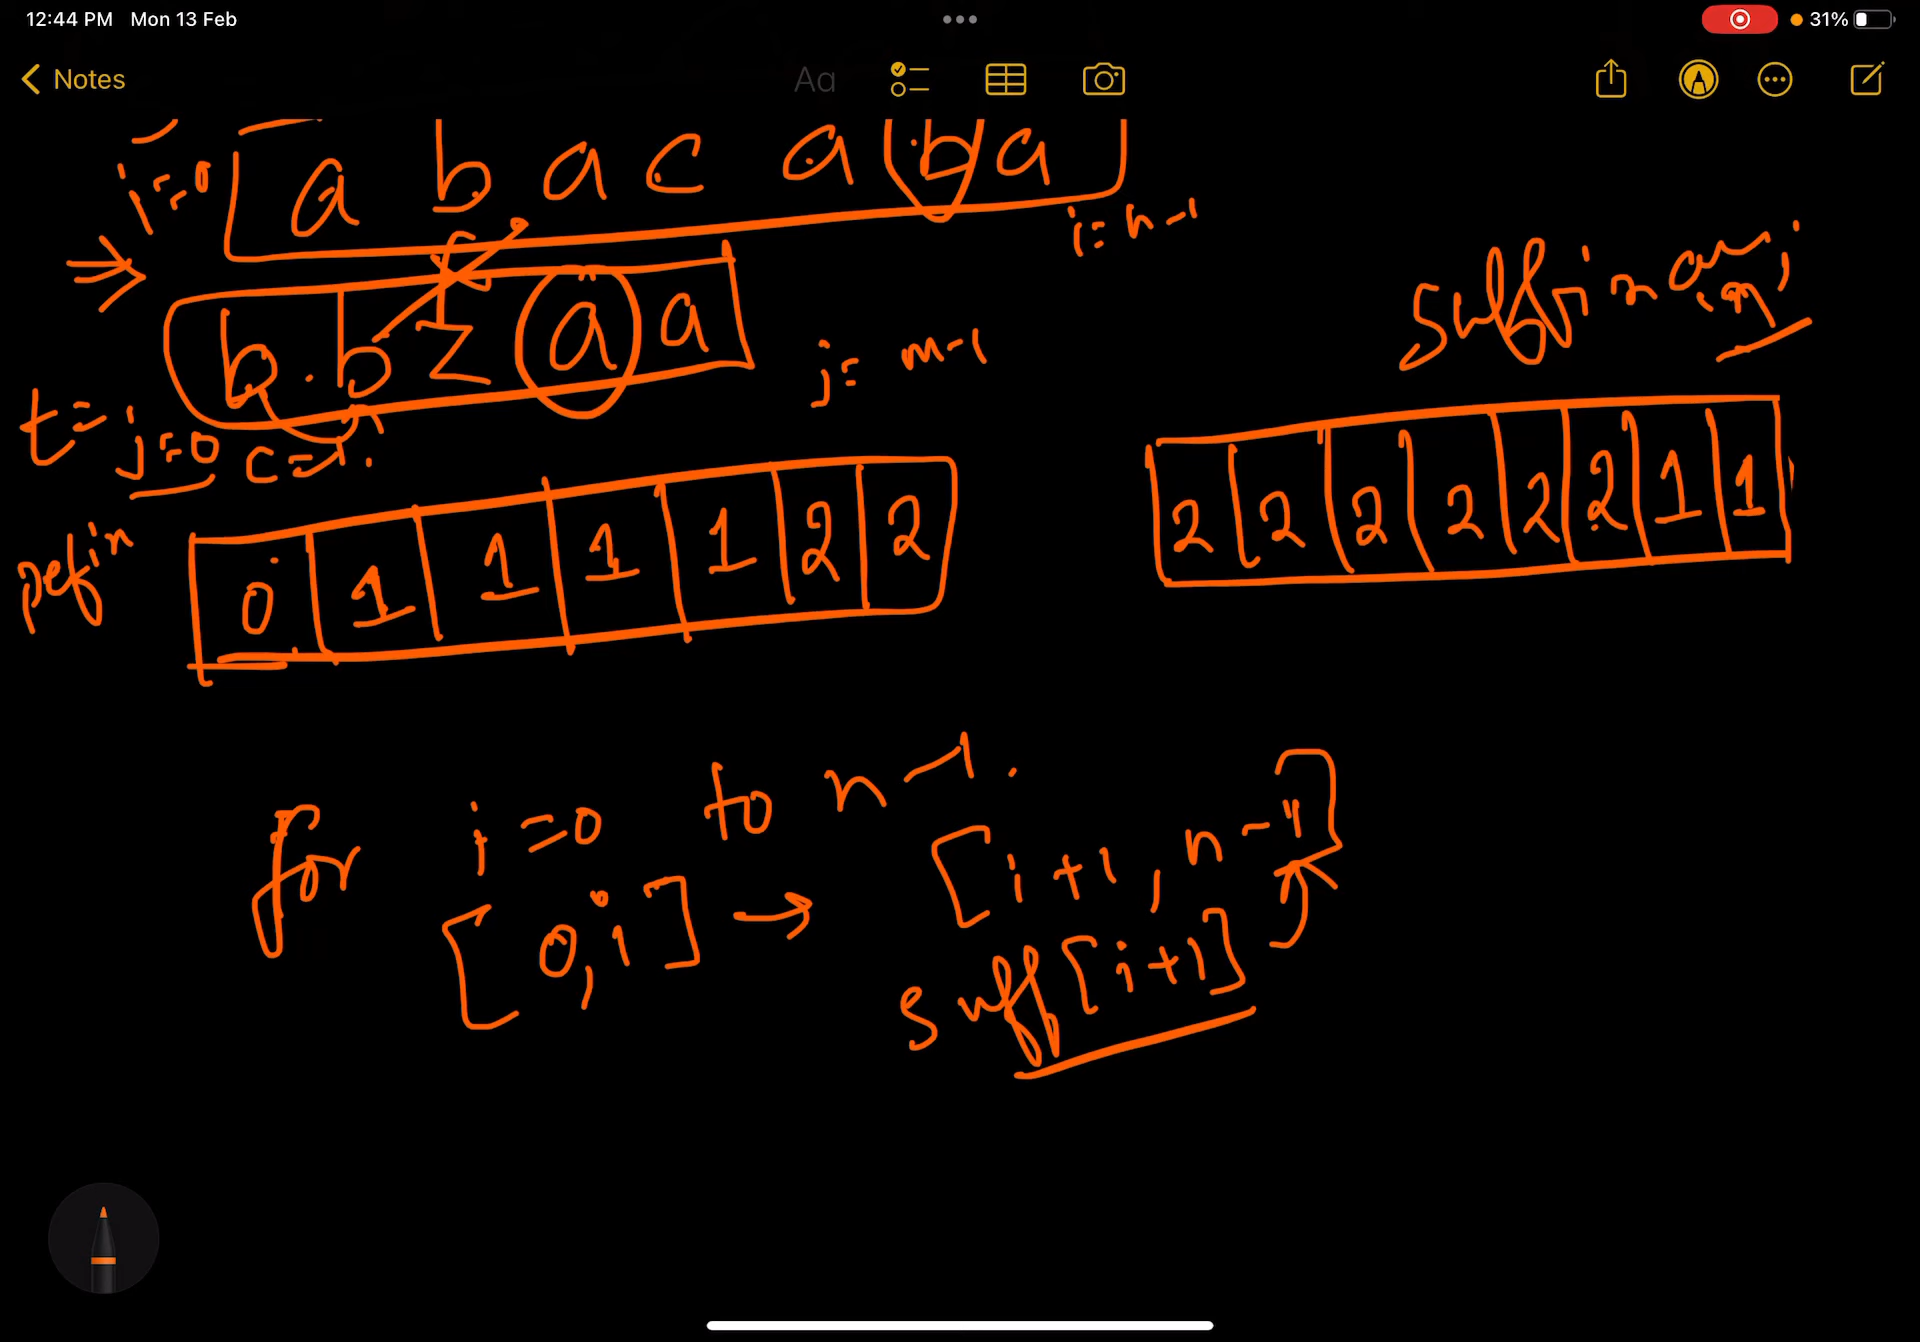 12:44 PM Mon 13 Feb
31%
Notes
Aa
i=0 a b a c a b a
i=n-1
t= b b z a a
j=0 c=1
j= m-1
suffix array
pefix 0 1 1 1 1 2 2
2 2 2 2 2 2 1 1
for i=0 to n-1.
[0,i] → [i+1, n-1]
suff[i+1]